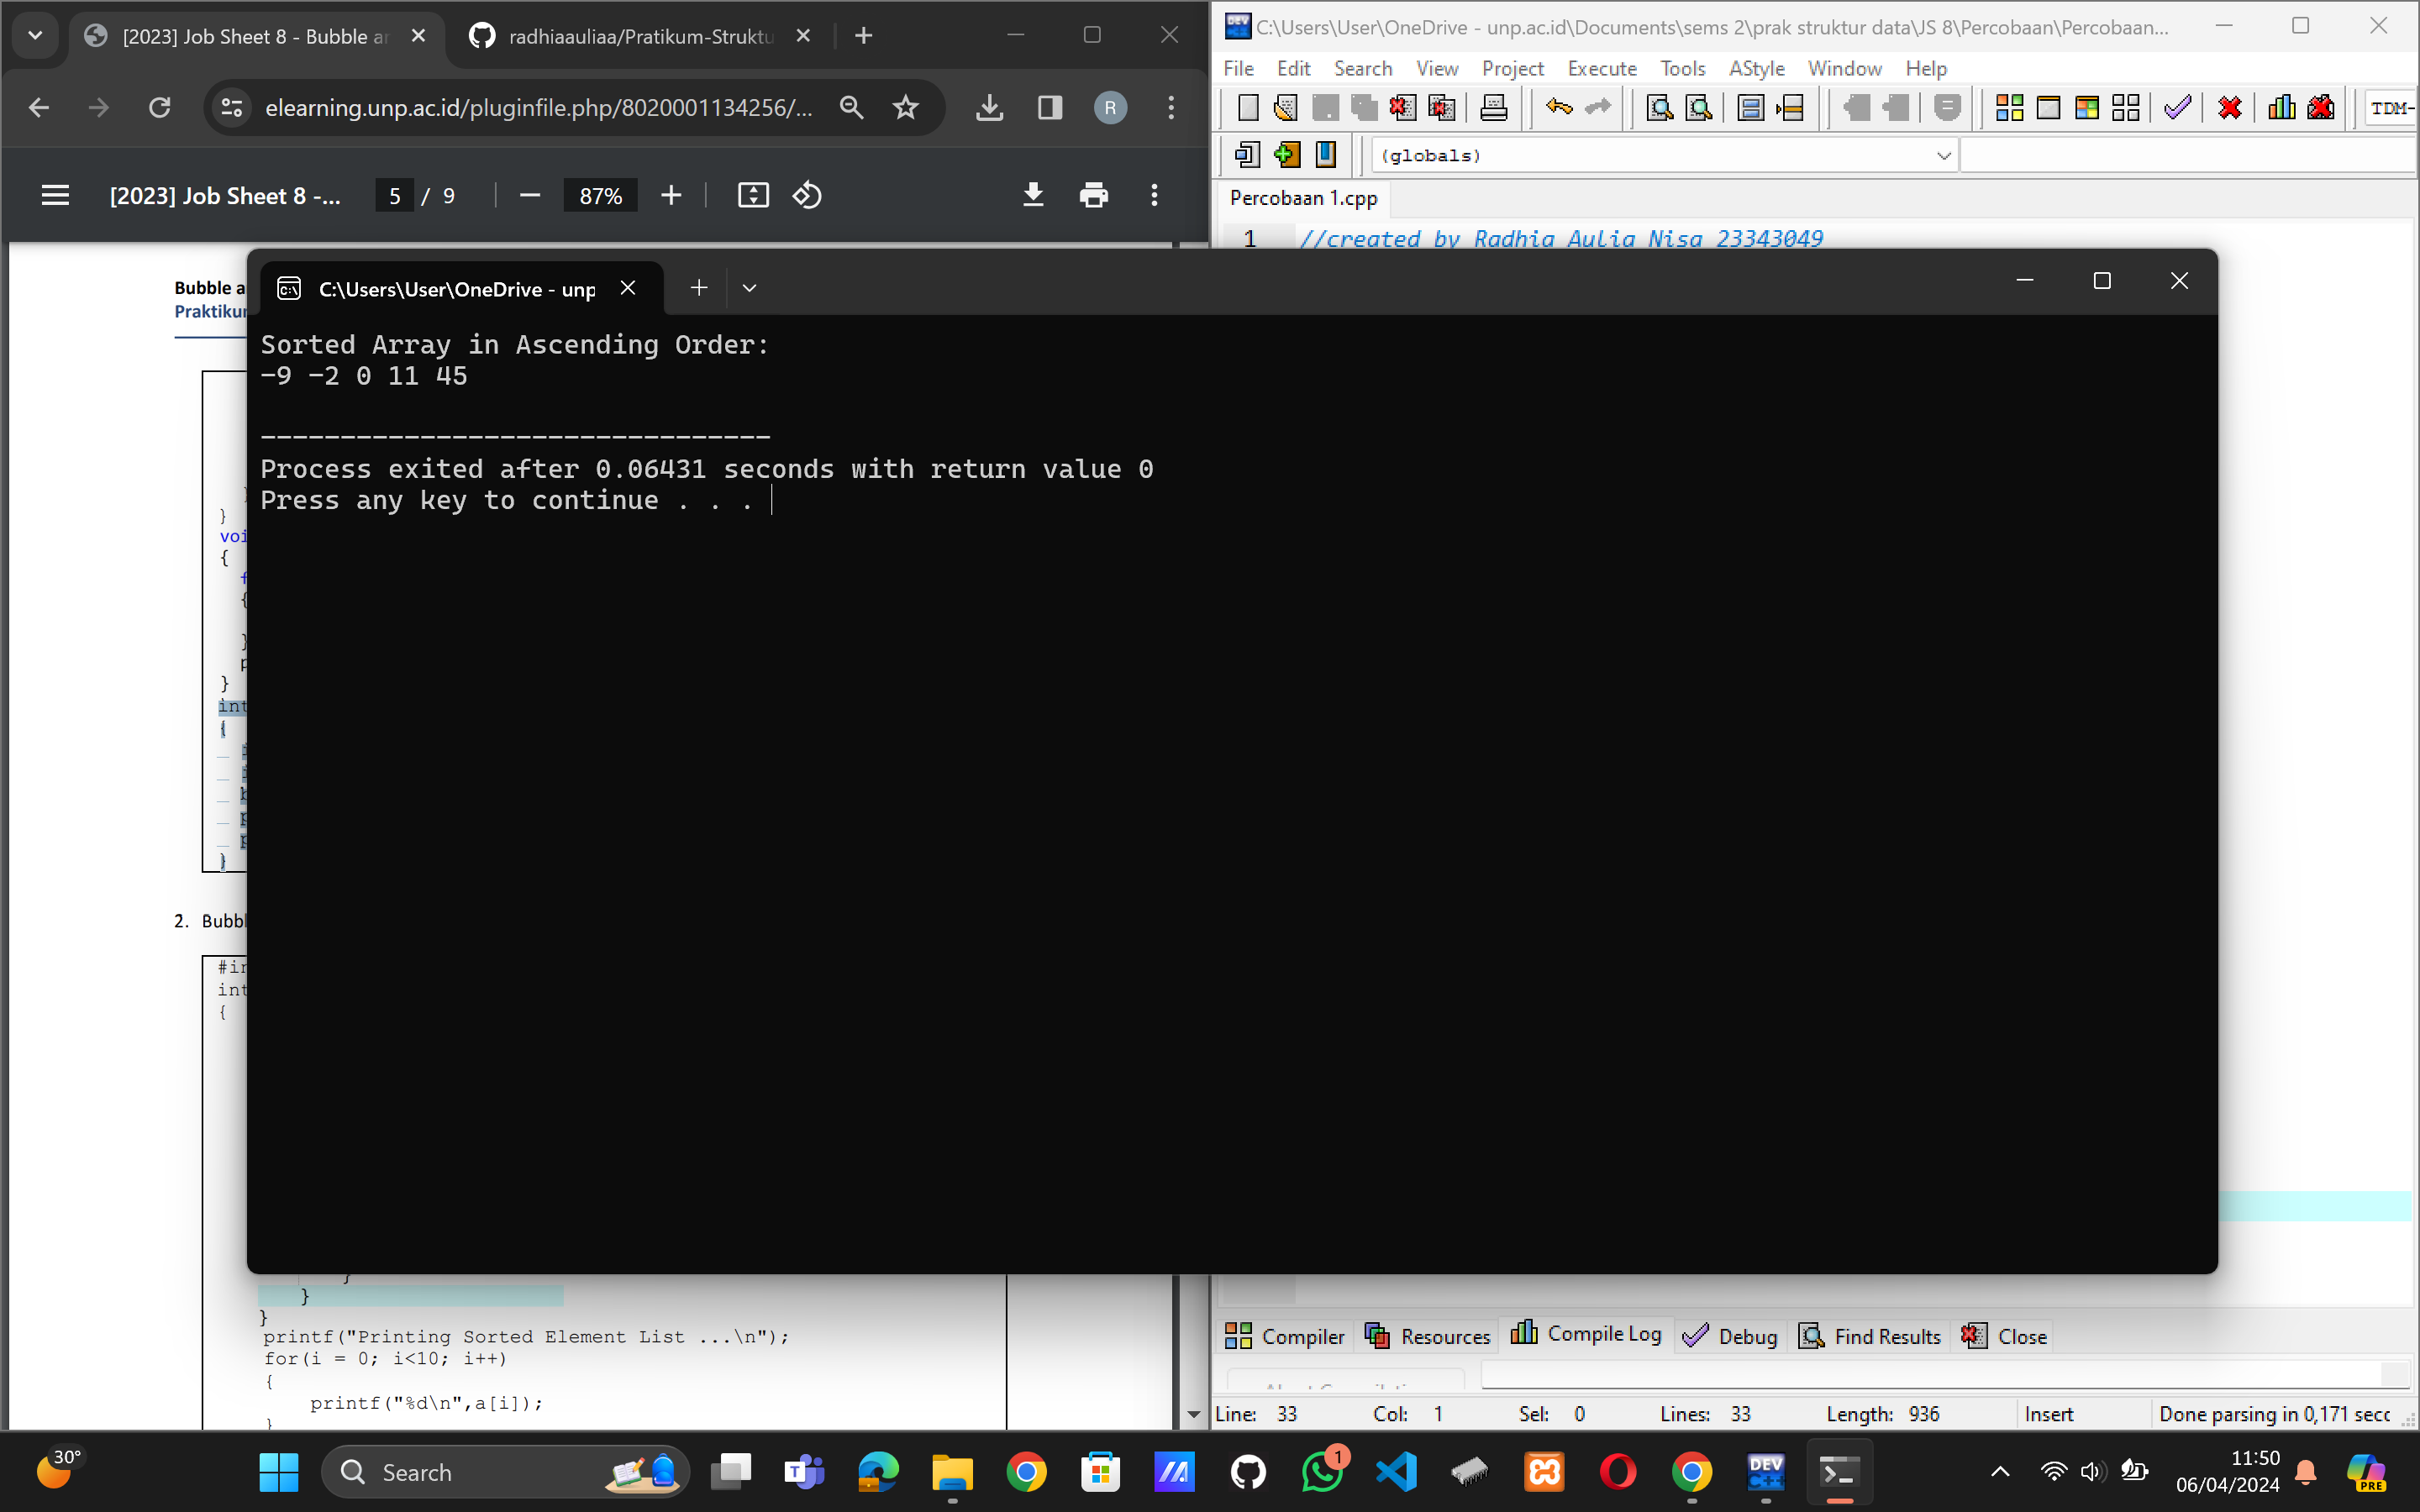 [2023] Job Sheet 8 - Bubble ar
radhiaauliaa/Pratikum-Struktu
elearning.unp.ac.id/pluginfile.php/8020001134256/...
R
[2023] Job Sheet 8 -...
5 / 9
87%
C:\Users\User\OneDrive - unp.ac.id\Documents\sems 2\prak struktur data\JS 8\Percobaan\Percobaan...
File Edit Search View Project Execute Tools AStyle Window Help
TDM-
(globals)
Percobaan 1.cpp
1 //created by Radhia Aulia Nisa 23343049
Bubble a
Praktikur
C:\Users\User\OneDrive - unp
Sorted Array in Ascending Order:
-9 -2 0 11 45
--------------------------------
Process exited after 0.06431 seconds with return value 0
Press any key to continue . . .
}
voi
{
f
{
}
p
}
int
{
}
2. Bubbl
#in
int
{
}
}
}
printf("Printing Sorted Element List ...\n");
for(i = 0; i<10; i++)
{
printf("%d\n",a[i]);
}
Compiler Resources Compile Log Debug Find Results Close
Line: 33 Col: 1 Sel: 0 Lines: 33 Length: 936 Insert Done parsing in 0,171 secc
30°
Search
1
DEV C++
11:50
06/04/2024
PRE